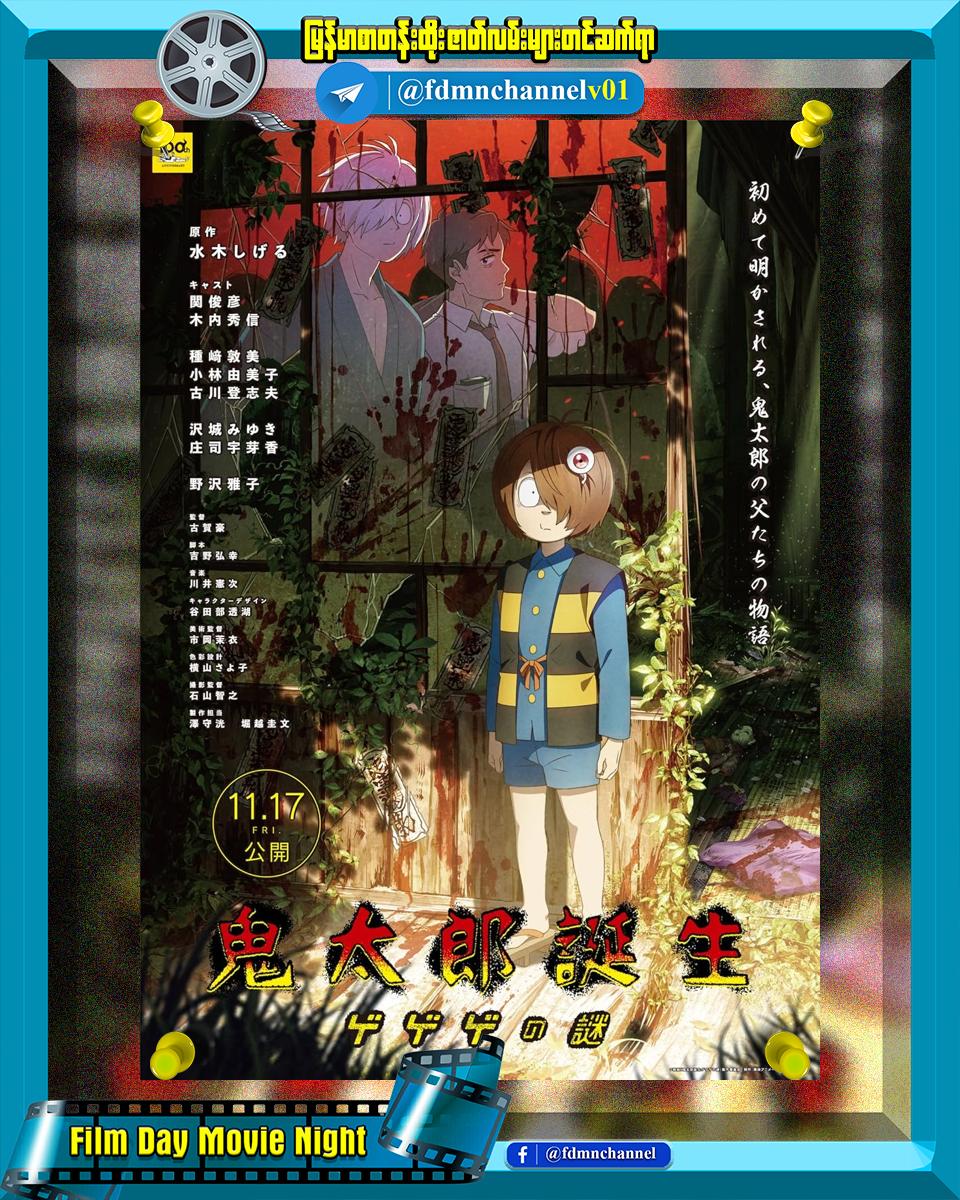 မြန်မာစာတန်းထိုးဇာတ်လမ်းများတင်ဆက်ရာ
@fdmnchannelv01
初めて明かされる、鬼太郎の父たちの物語
原作
水木しげる
キャスト
関俊彦
木内秀信
種﨑敦美
小林由美子
古川登志夫
沢城みゆき
庄司宇芽香
野沢雅子
監督
古賀豪
脚本
吉野弘幸
音楽
川井憲次
キャラクターデザイン
谷田部透湖
美術監督
市岡茉衣
色彩設計
横山さよ子
撮影監督
石山智之
製作担当
澤守洸 堀越圭文
11.17
FRI.
公開
鬼太郎誕生
ゲゲゲの謎
Film Day Movie Night
@fdmnchannel